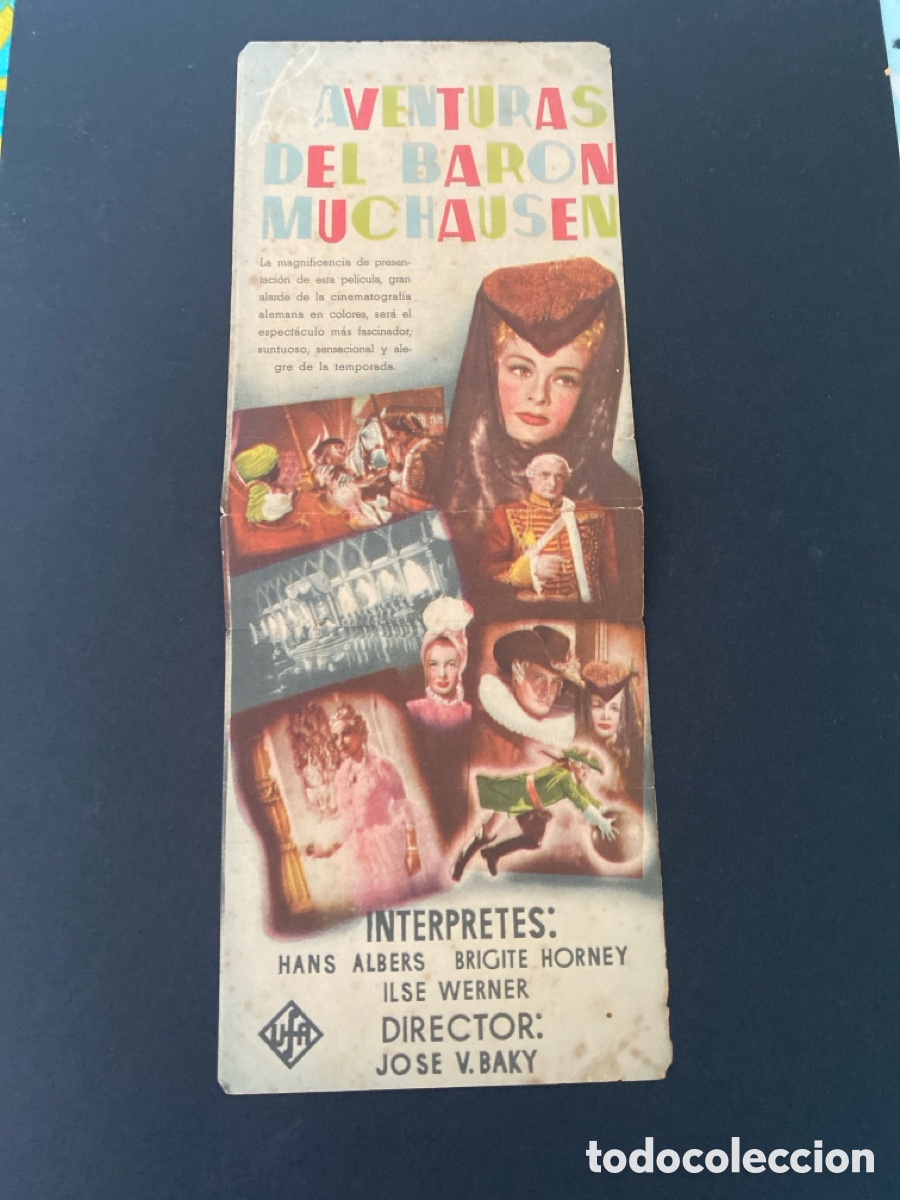 AVENTURAS
DEL BARON
MUCHAUSEN
La magnificencia de presen-
tación de esta película, gran
alarde de la cinematografía
alemana en colores, será el
espectáculo más fascinador,
suntuoso, sensacional y ale-
gre de la temporada.
INTERPRETES:
HANS ALBERS BRIGITE HORNEY
ILSE WERNER
DIRECTOR:
JOSE V. BAKY
UFA
todocoleccion